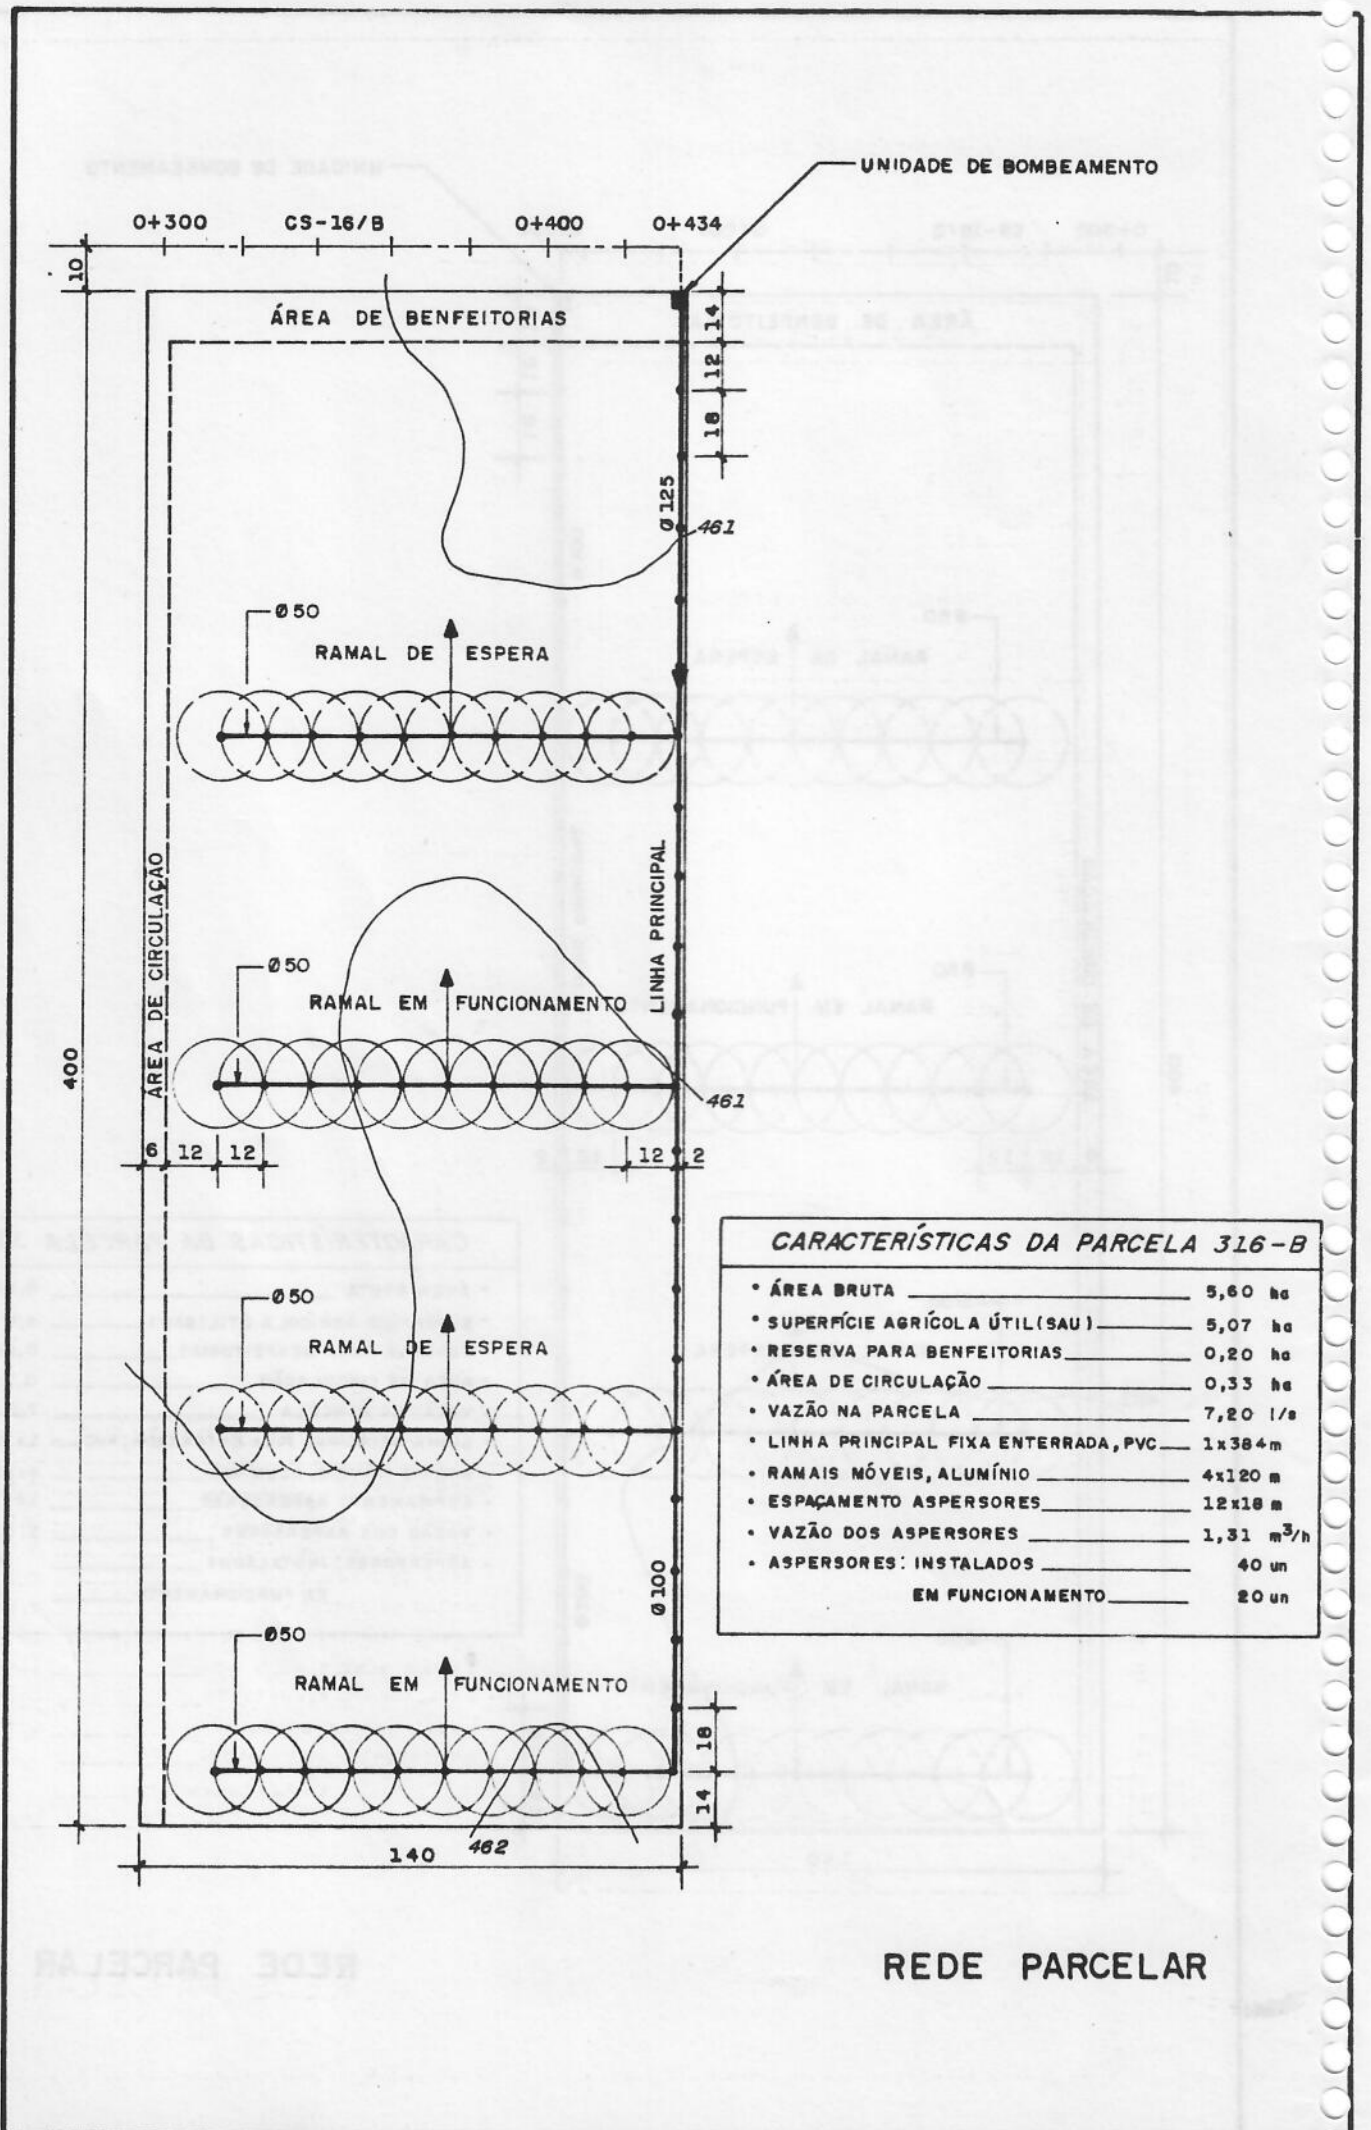 UNIDADE DE BOMBEAMENTO
0+300 CS-16/B 0+400 0+434
10
ÁREA DE BENFEITORIAS
14
12
18
Ø125
461
Ø50
RAMAL DE ESPERA
ÁREA DE CIRCULAÇÃO
LINHA PRINCIPAL
Ø50
RAMAL EM FUNCIONAMENTO
400
461
6 12 12 12 2
CARACTERÍSTICAS DA PARCELA 316-B
• ÁREA BRUTA 5,60 ha
• SUPERFÍCIE AGRÍCOLA ÚTIL(SAU) 5,07 ha
• RESERVA PARA BENFEITORIAS 0,20 ha
• ÁREA DE CIRCULAÇÃO 0,33 ha
• VAZÃO NA PARCELA 7,20 l/s
• LINHA PRINCIPAL FIXA ENTERRADA, PVC 1x384m
• RAMAIS MÓVEIS, ALUMÍNIO 4x120 m
• ESPAÇAMENTO ASPERSORES 12x18 m
• VAZÃO DOS ASPERSORES 1,31 m³/h
• ASPERSORES: INSTALADOS 40 un
EM FUNCIONAMENTO 20 un
Ø50
RAMAL DE ESPERA
Ø100
Ø50
RAMAL EM FUNCIONAMENTO
18
14
462
140
REDE PARCELAR